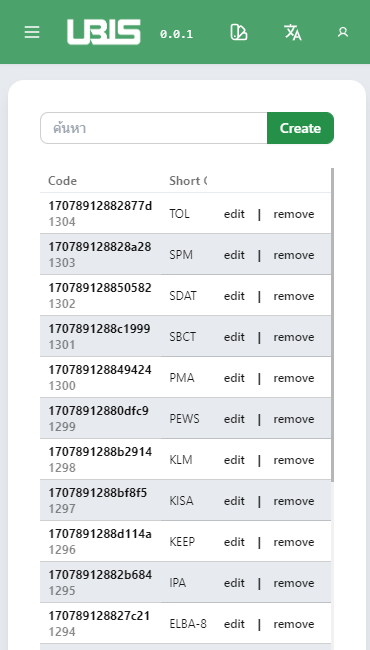 UBIS 0.0.1
ค้นหา Create
Code Short
17078912882877d
1304
TOL edit | remove
17078912828a28
1303
SPM edit | remove
170789128850582
1302
SDAT edit | remove
1707891288c1999
1301
SBCT edit | remove
170789128849424
1300
PMA edit | remove
17078912880dfc9
1299
PEWS edit | remove
1707891288b2914
1298
KLM edit | remove
1707891288bf8f5
1297
KISA edit | remove
1707891288d114a
1296
KEEP edit | remove
17078912882b684
1295
IPA edit | remove
17078912827c21
1294
ELBA-8 edit | remove